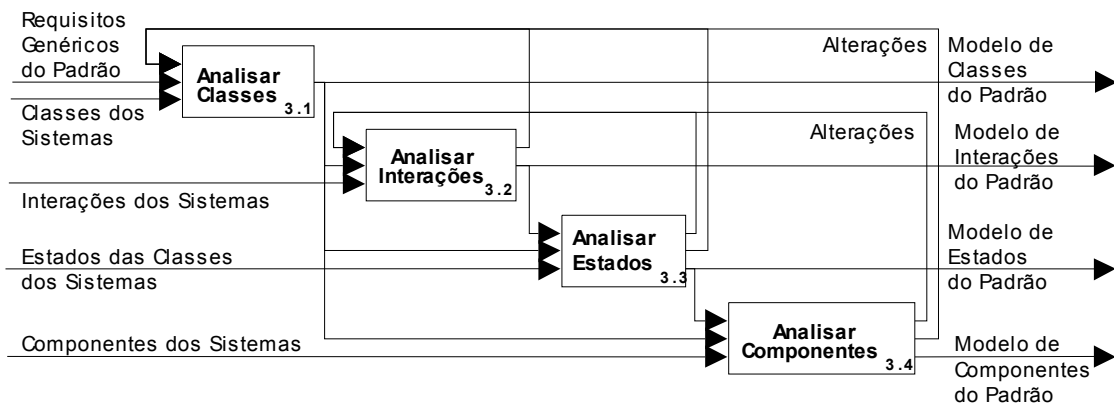 Requisitos
Genéricos
do Padrão
Classes dos
Sistemas
Analisar
Classes
3.1
Alterações
Modelo de
Classes
do Padrão
Interações dos Sistemas
Analisar
Interações
3.2
Alterações
Modelo de
Interações
do Padrão
Estados das Classes
dos Sistemas
Analisar
Estados
3.3
Modelo de
Estados
do Padrão
Componentes dos Sistemas
Analisar
Componentes
3.4
Modelo de
Componentes
do Padrão